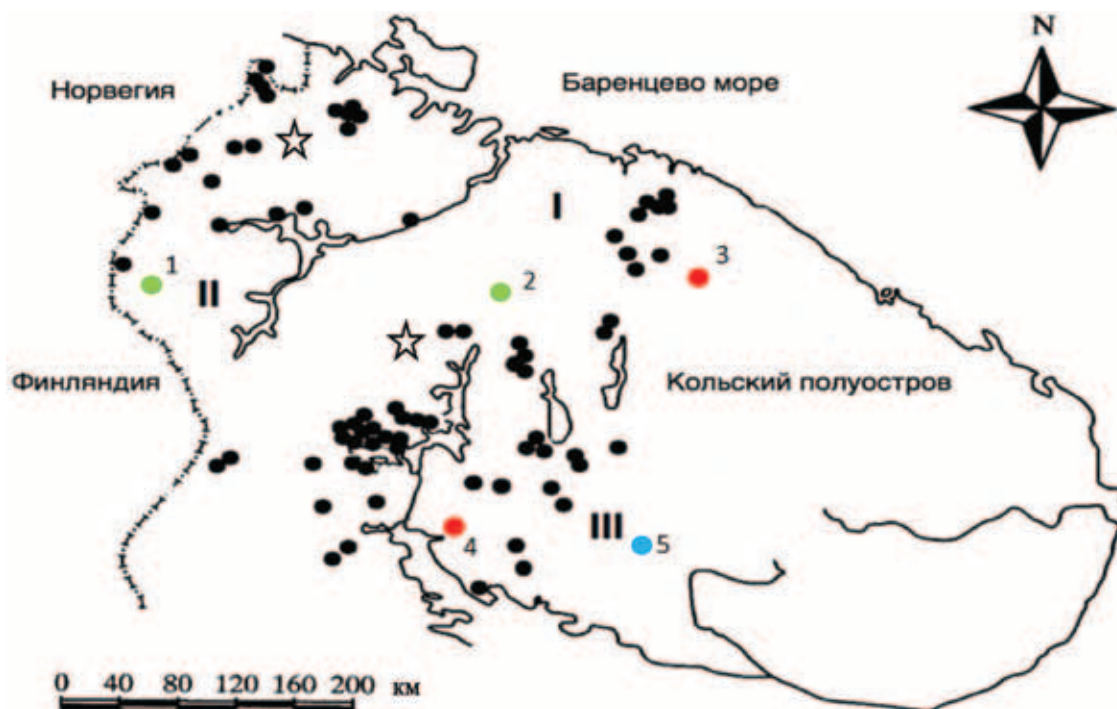 N
Норвегия
Баренцево море
I
3
1
2
II
Финляндия
Кольский полуостров
III
4
5
0 40 80 120 160 200 км